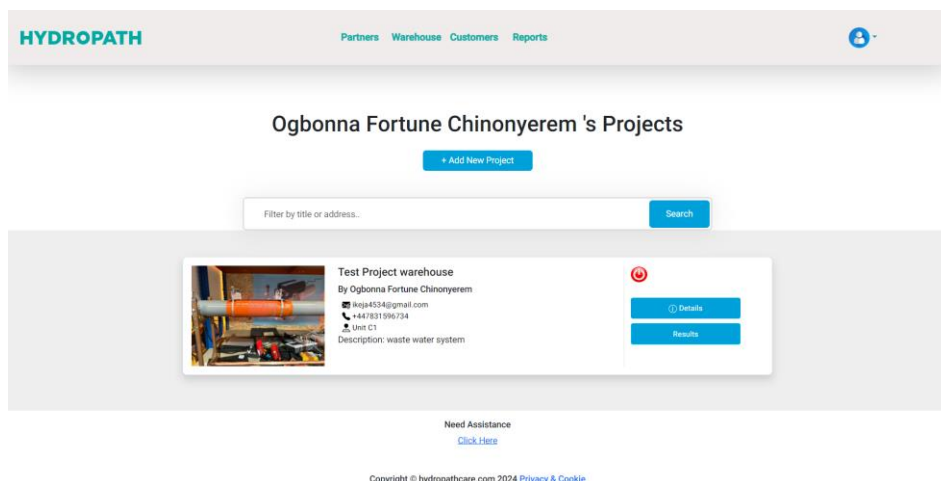 HYDROPATH
Partners Warehouse Customers Reports
Ogbonna Fortune Chinonyerem 's Projects
+ Add New Project
Filter by title or address..
Search
Test Project warehouse
By Ogbonna Fortune Chinonyerem
ikeja4534@gmail.com
+447831596734
Unit C1
Description: waste water system
Details
Results
Need Assistance
Click Here
Copyright © hydropathcare.com 2024 Privacy & Cookie